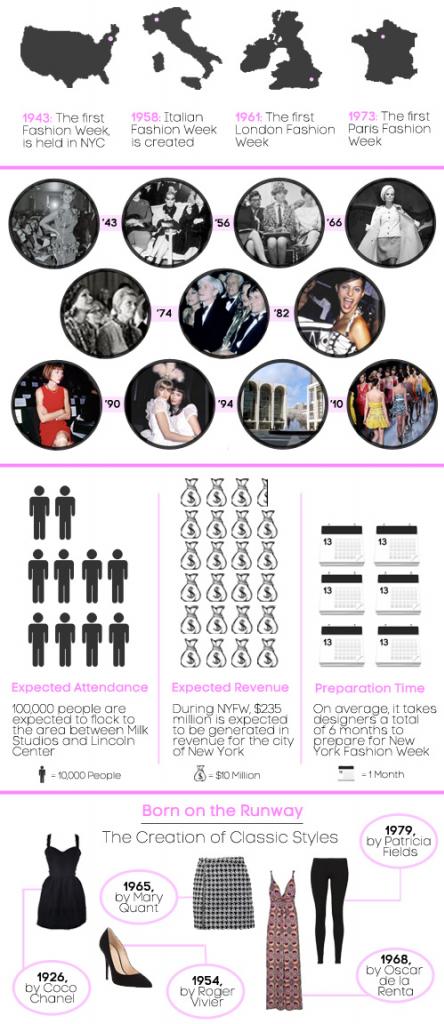 1943: The first
Fashion Week,
is held in NYC
1958: Italian
Fashion Week
is created
1961: The first
London Fashion
Week
1973: The first
Paris Fashion
Week
'43
'56
'66
'74
'82
'90
'94
'10
13
13
13
13
13
13
Expected Attendance
100,000 people are
expected to flock to
the area between Milk
Studios and Lincoln
Center
= 10,000 People
Expected Revenue
During NYFW, $235
million is expected
to be generated in
revenue for the city
of New York
= $10 Million
Preparation Time
On average, it takes
designers a total
of 6 months to
prepare for New
York Fashion Week
= 1 Month
Born on the Runway
The Creation of Classic Styles
1979,
by Patricia
Fields
1965,
by Mary
Quant
1926,
by Coco
Chanel
1954,
by Roger
Vivier
1968,
by Oscar
de la
Renta